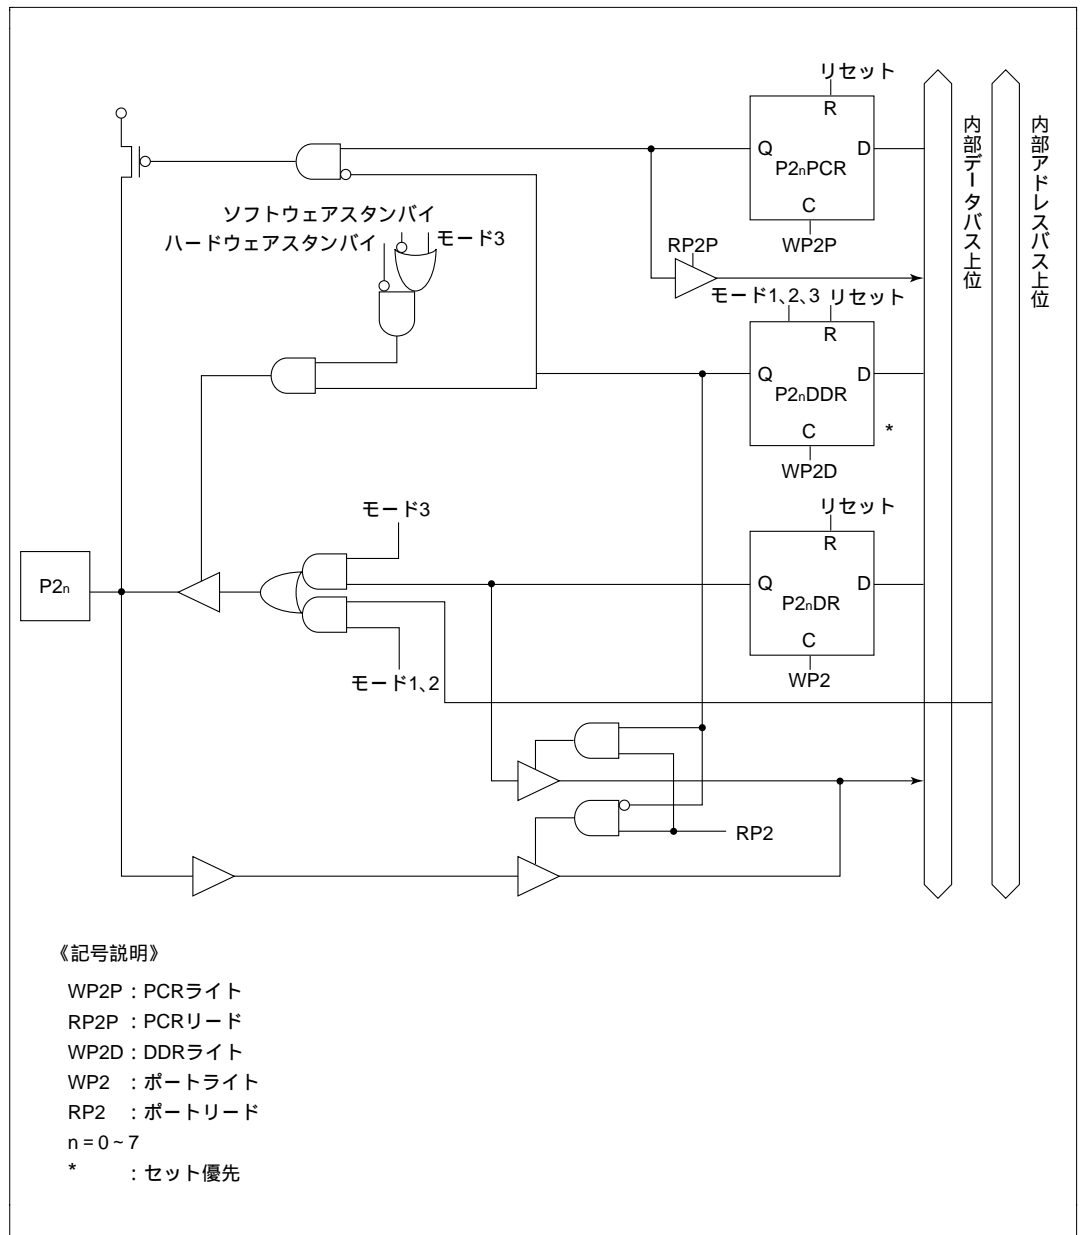 リセット
R
Q
D
P2nPCR
C
WP2P
RP2P
内部データバス上位
内部アドレスバス上位
ソフトウェアスタンバイ
ハードウェアスタンバイ
モード3
モード1、2、3 リセット
R
Q
D
P2nDDR
C
*
WP2D
モード3
リセット
R
P2n
Q
D
P2nDR
C
モード1、2
WP2
RP2
《記号説明》
WP2P : PCRライト
RP2P : PCRリード
WP2D : DDRライト
WP2 : ポートライト
RP2 : ポートリード
n = 0 ~ 7
* : セット優先